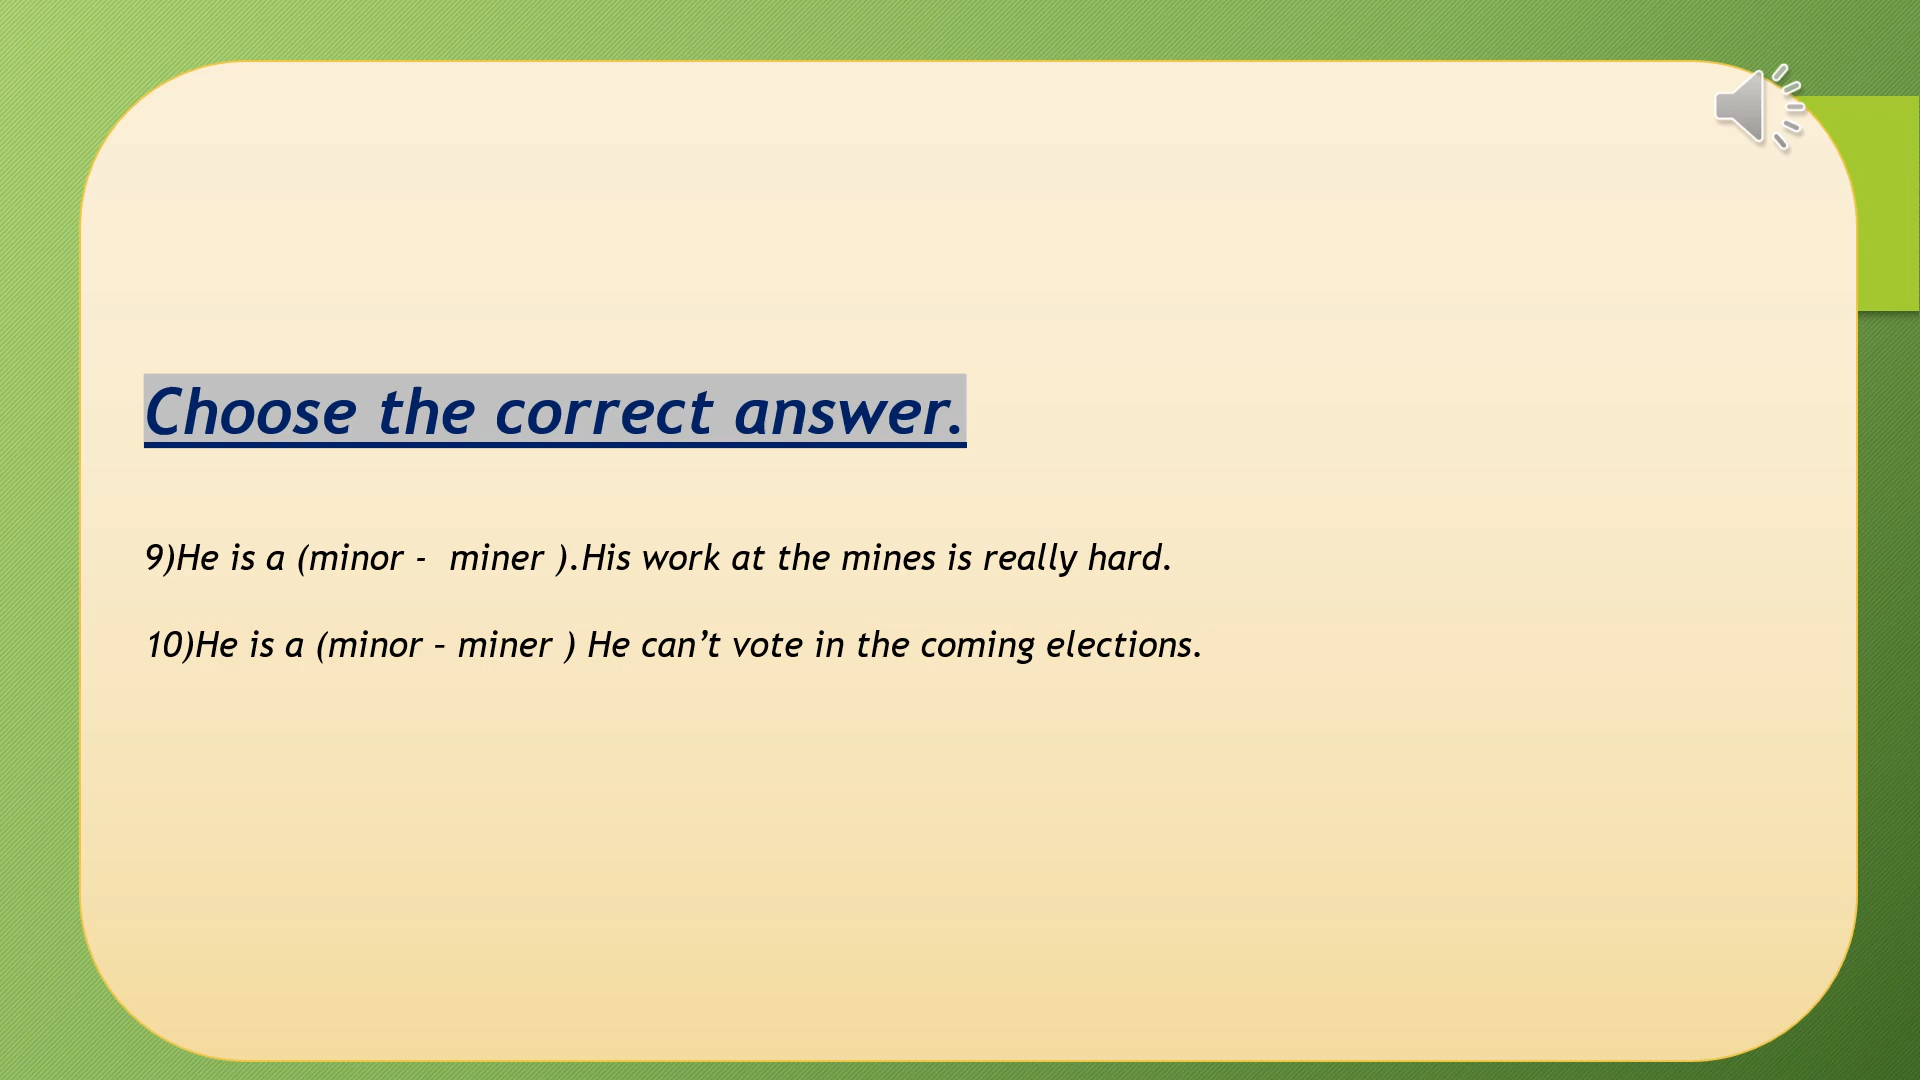 Choose the correct answer.
9)He is a (minor -  miner ).His work at the mines is really hard.
10)He is a (minor – miner ) He can’t vote in the coming elections.